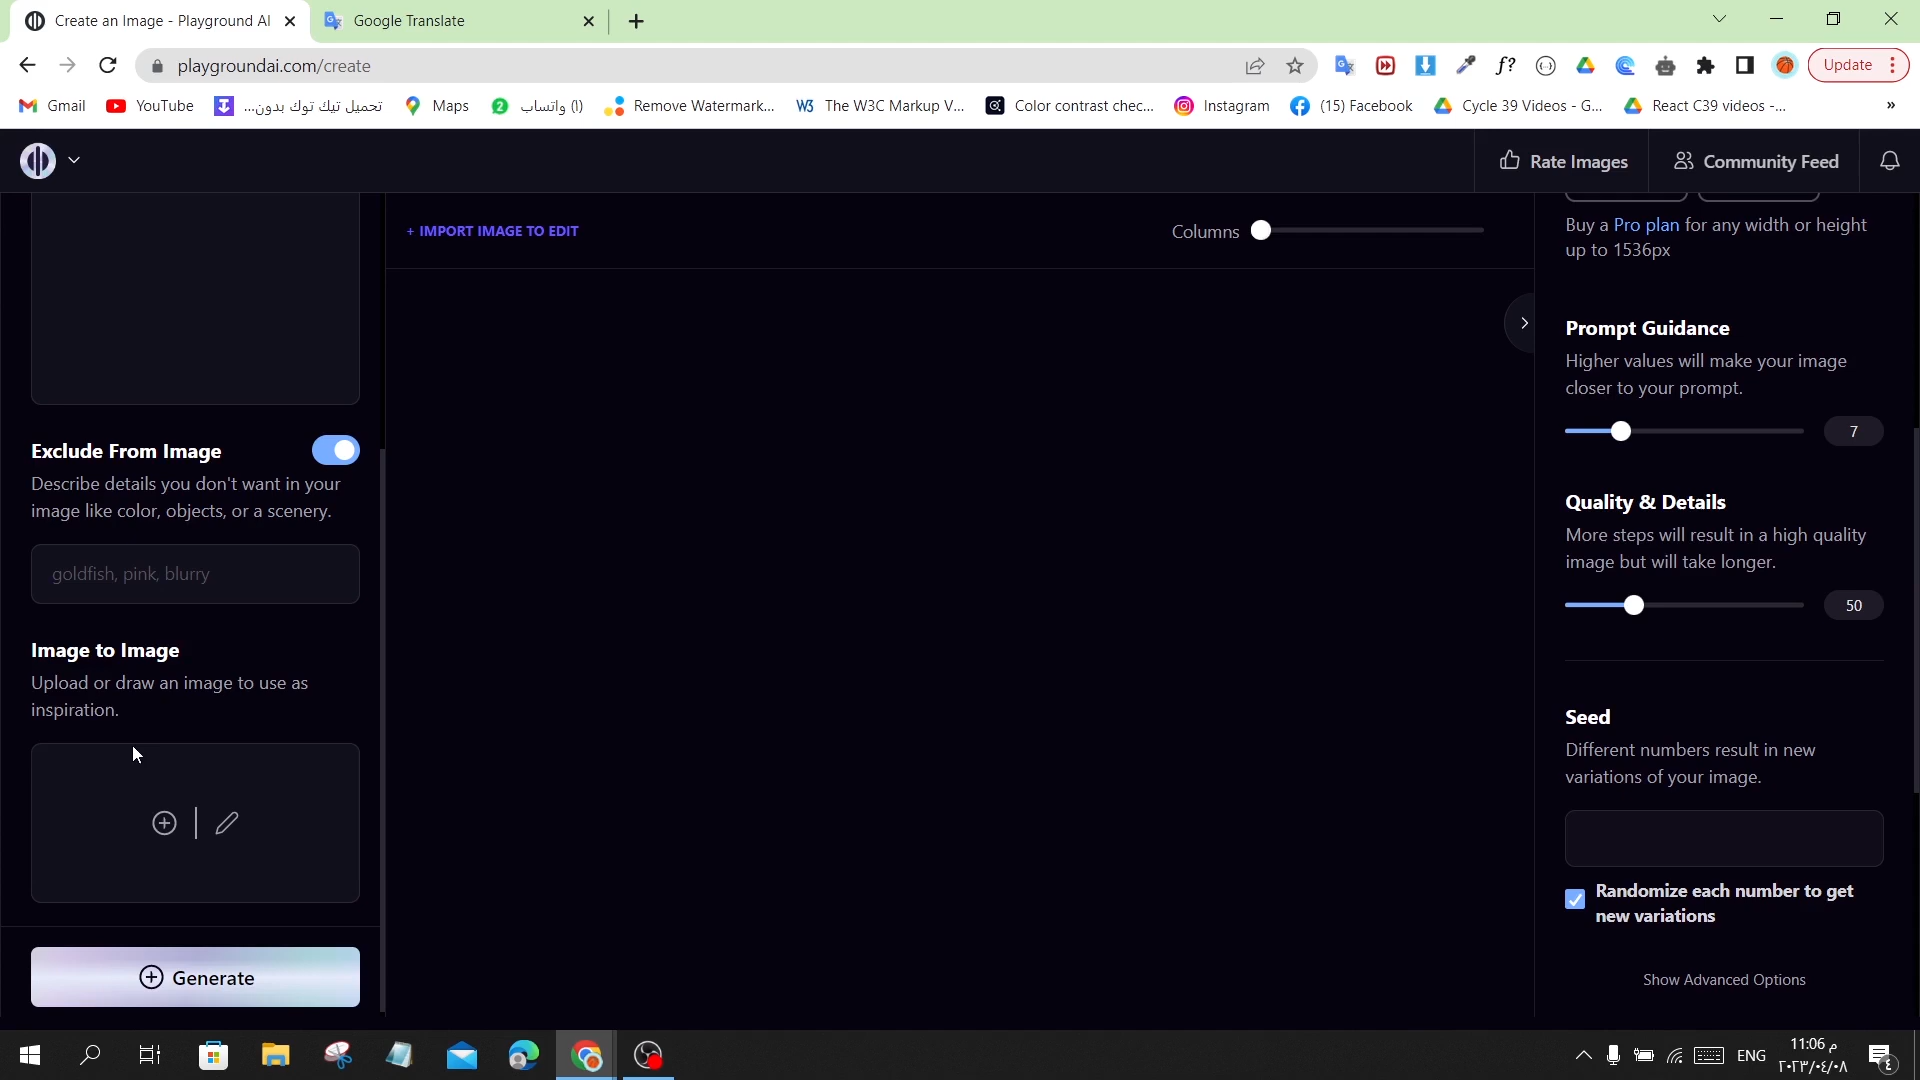 Create an Image - Playground AI
Google Translate
playgroundai.com/create
Update
Gmail
YouTube
تحميل تيك توك بدون...
Maps
(1) واتساب
Remove Watermark...
The W3C Markup V...
Color contrast chec...
Instagram
(15) Facebook
Cycle 39 Videos - G...
React C39 videos -...
»
Rate Images
Community Feed
+ IMPORT IMAGE TO EDIT
Columns
Buy a Pro plan for any width or height
up to 1536px
Prompt Guidance
Higher values will make your image
closer to your prompt.
7
Exclude From Image
Describe details you don't want in your
image like color, objects, or a scenery.
goldfish, pink, blurry
Quality & Details
More steps will result in a high quality
image but will take longer.
50
Image to Image
Upload or draw an image to use as
inspiration.
Seed
Different numbers result in new
variations of your image.
Randomize each number to get
new variations
Generate
Show Advanced Options
ENG
11:06 م
٢٠٢٣/٠٤/٠٨
٤